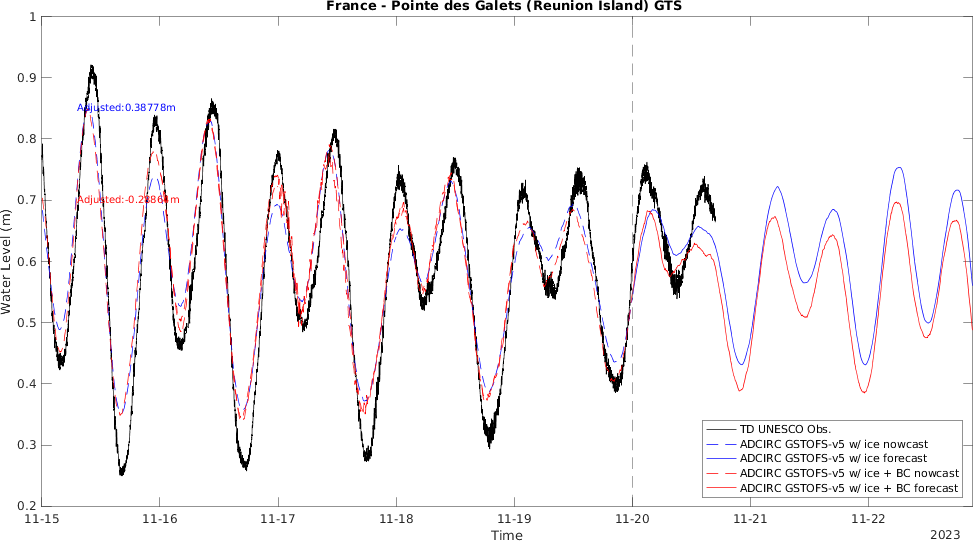 France - Pointe des Galets (Reunion Island) GTS
1
0.9
0.8
0.7
0.6
0.5
0.4
0.3
0.2
Water Level (m)
Adjusted:0.38778m
TD UNESCO Obs.
ADCIRC GSTOFS-v5 w/ ice nowcast
ADCIRC GSTOFS-v5 w/ ice forecast
ADCIRC GSTOFS-v5 w/ ice + BC nowcast
ADCIRC GSTOFS-v5 w/ ice + BC forecast
11-15 11-16 11-17 11-18 11-19 11-20 11-21 11-22
Time
2023